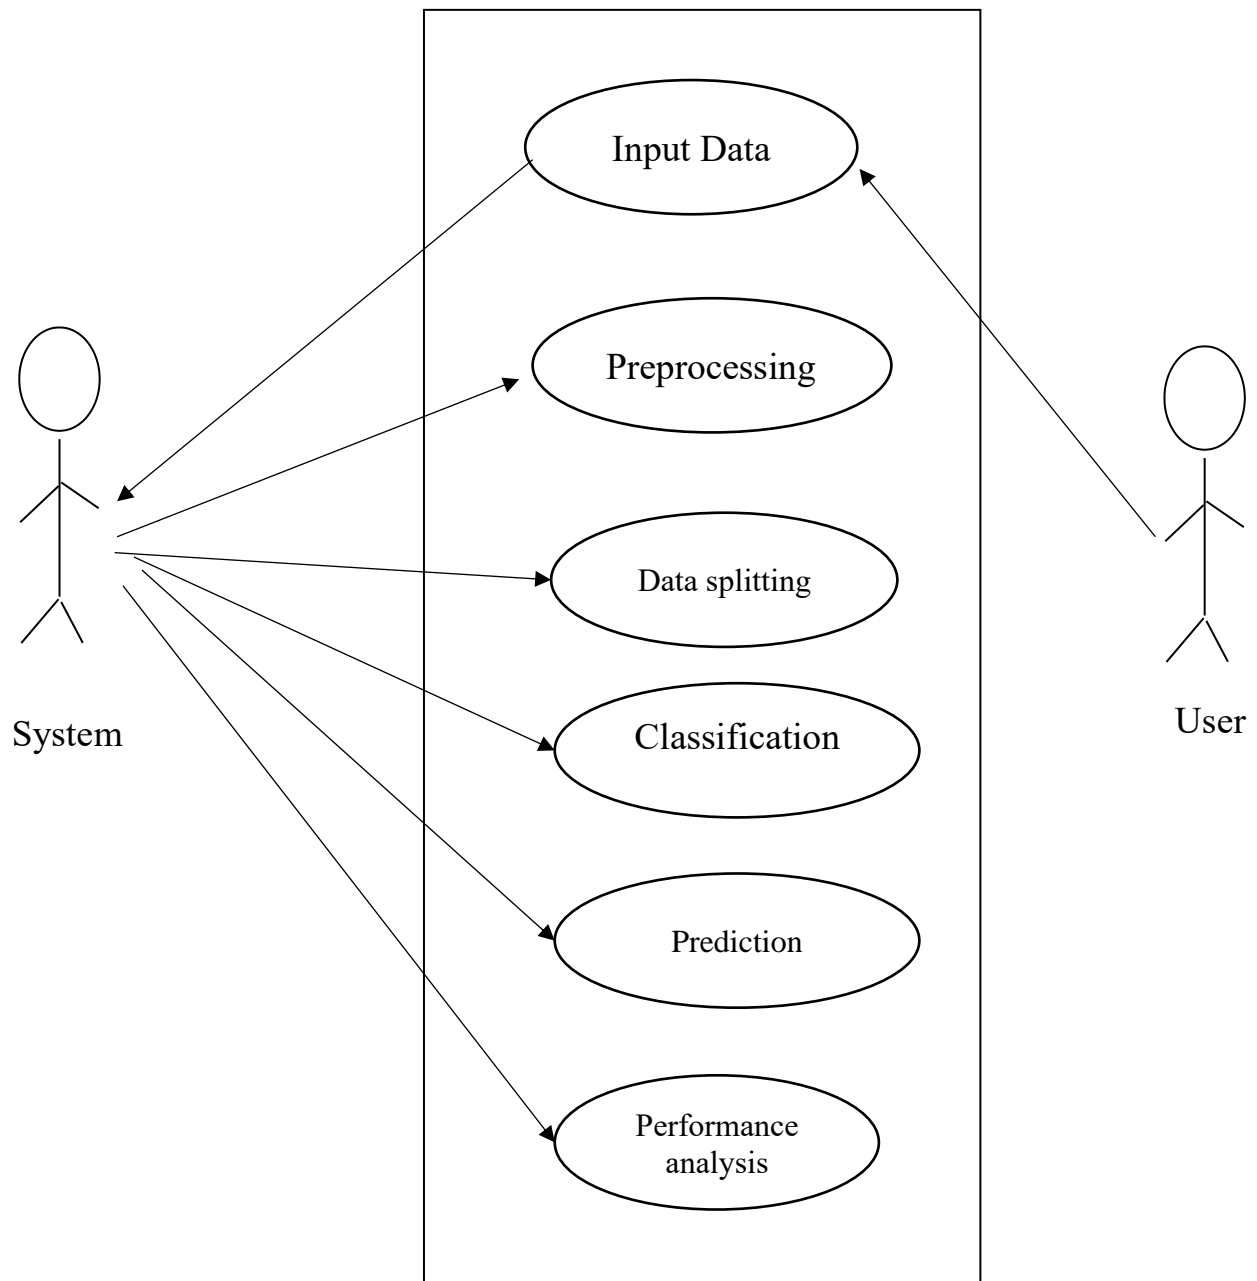 Input Data
Preprocessing
Data splitting
Classification
System
User
Prediction
Performance
analysis